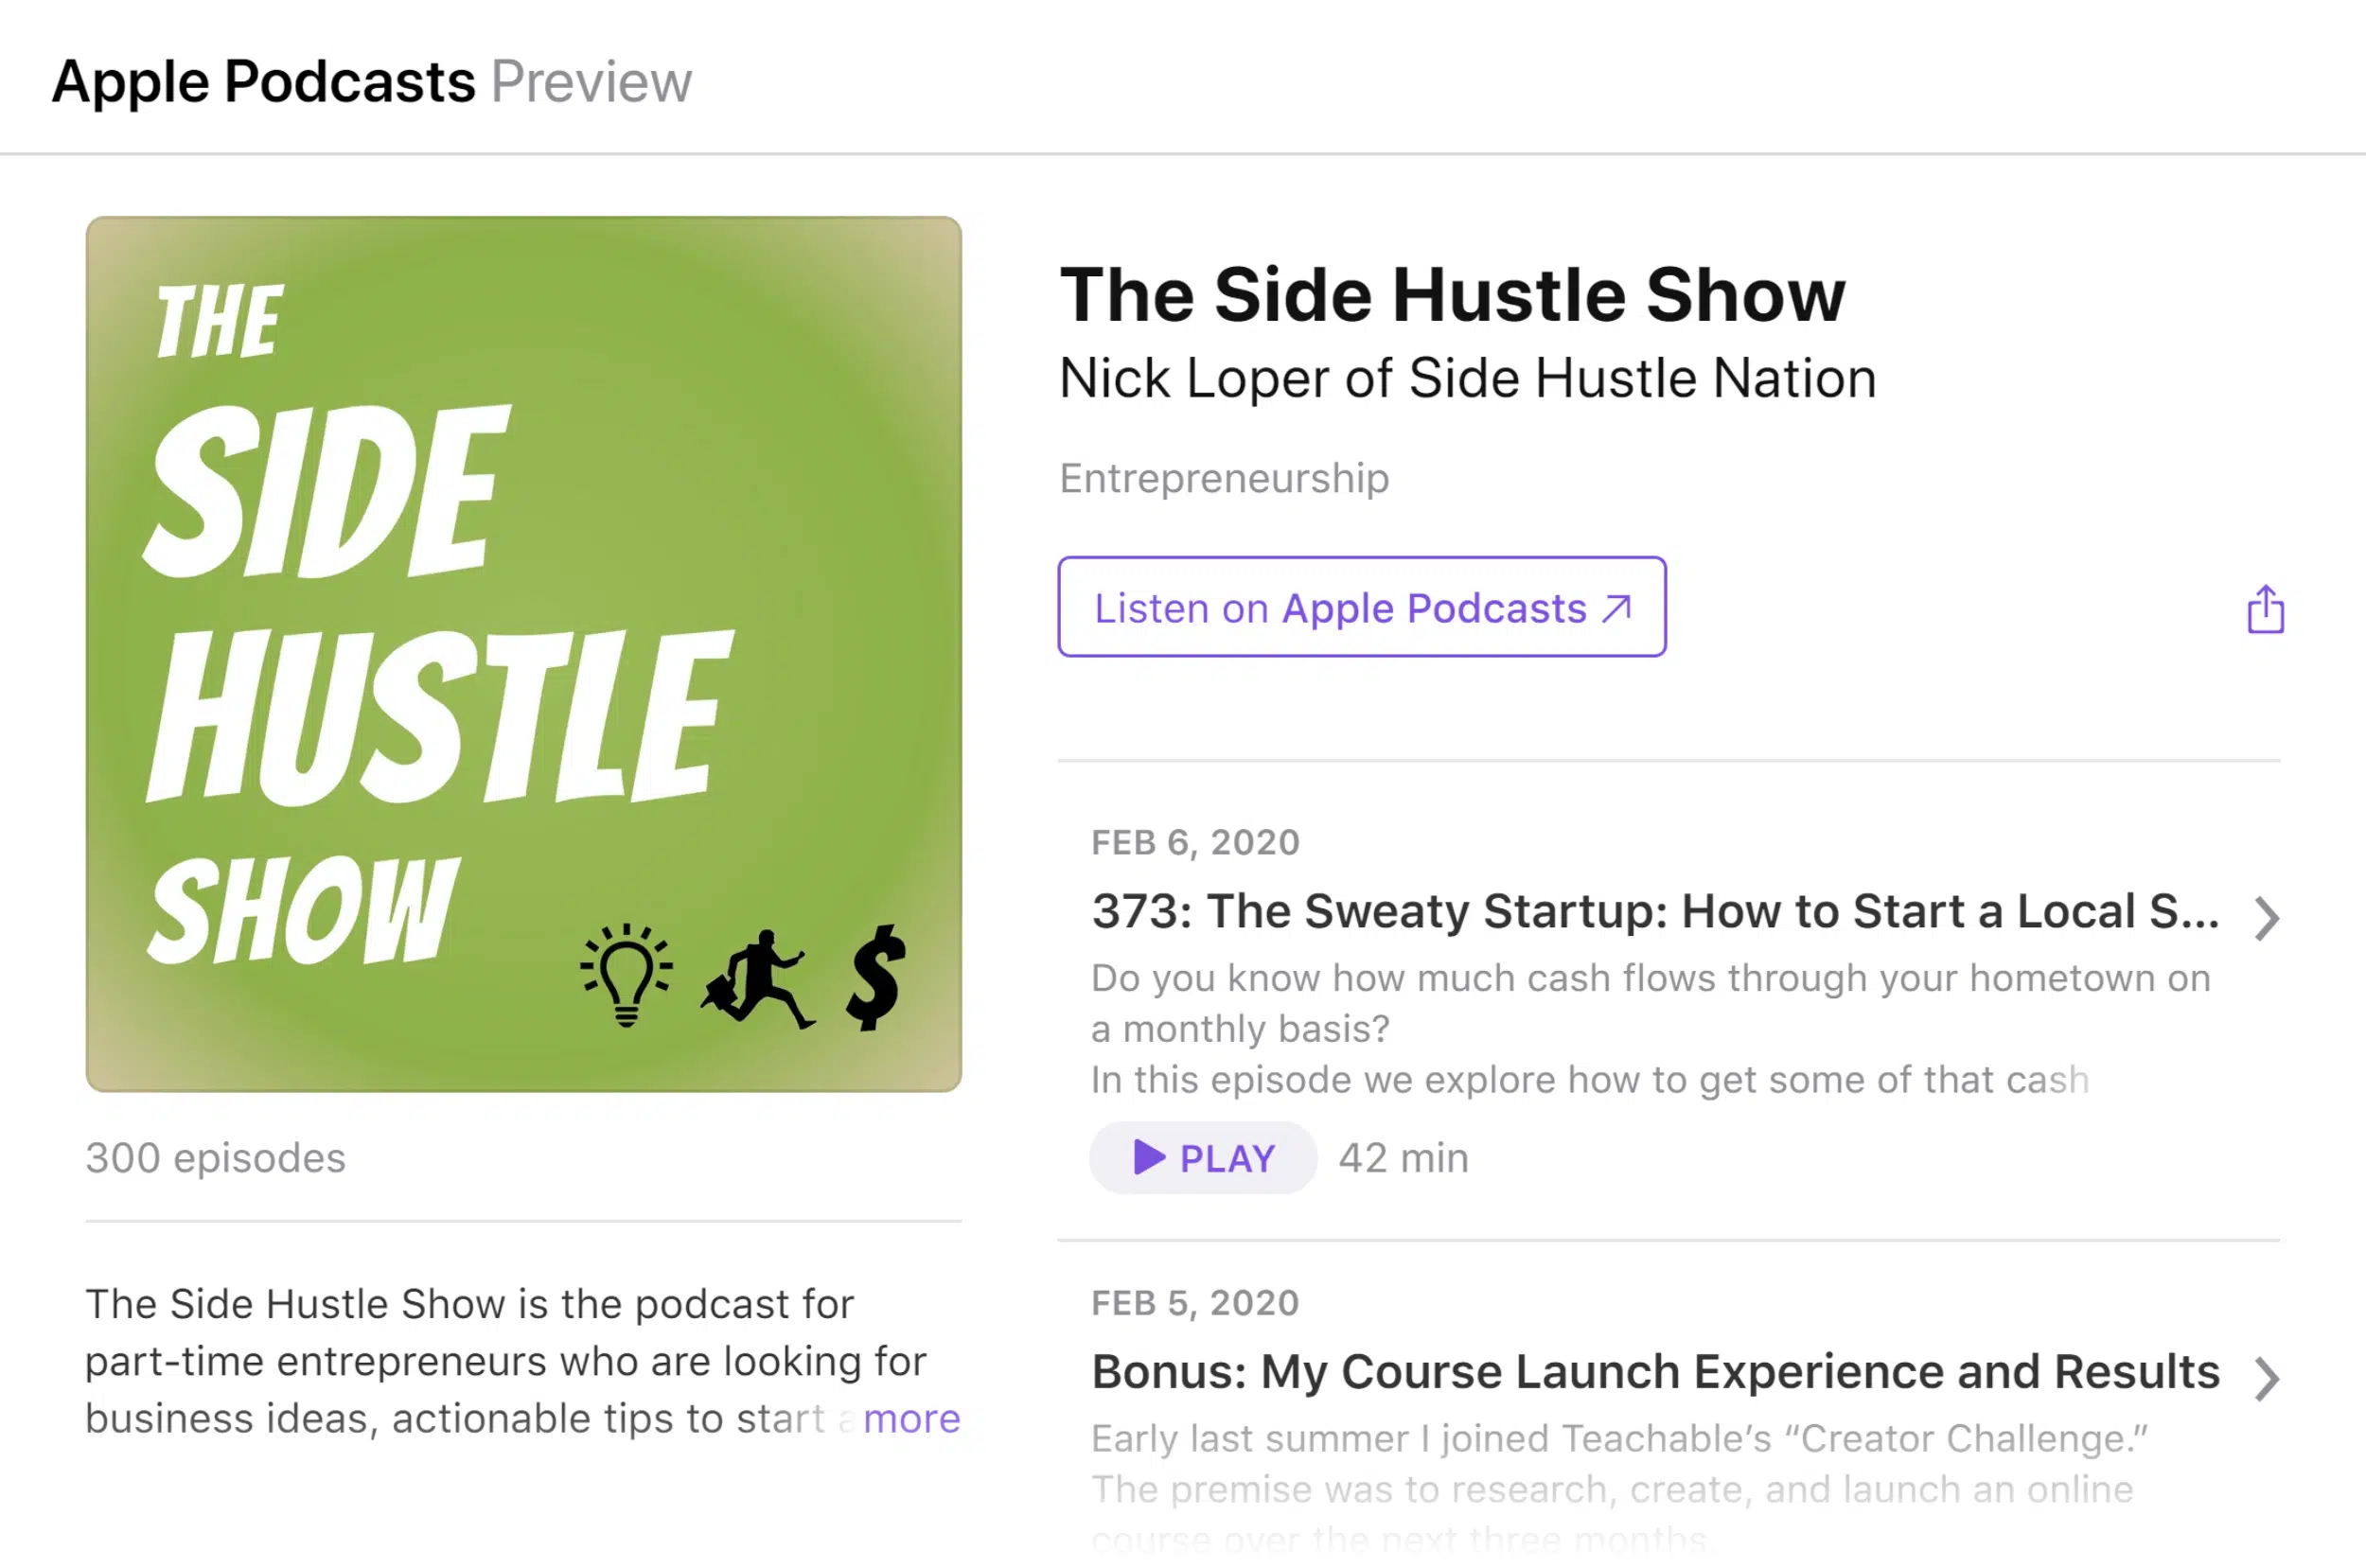 Apple Podcasts Preview
THE
SIDE
HUSTLE
SHOW
$
300 episodes
The Side Hustle Show is the podcast for
part-time entrepreneurs who are looking for
business ideas, actionable tips to start a more
The Side Hustle Show
Nick Loper of Side Hustle Nation
Entrepreneurship
Listen on Apple Podcasts ↗
FEB 6, 2020
373: The Sweaty Startup: How to Start a Local S...
Do you know how much cash flows through your hometown on
a monthly basis?
In this episode we explore how to get some of that cash
PLAY 42 min
FEB 5, 2020
Bonus: My Course Launch Experience and Results
Early last summer I joined Teachable’s “Creator Challenge.”
The premise was to research, create, and launch an online
course over the next three months.